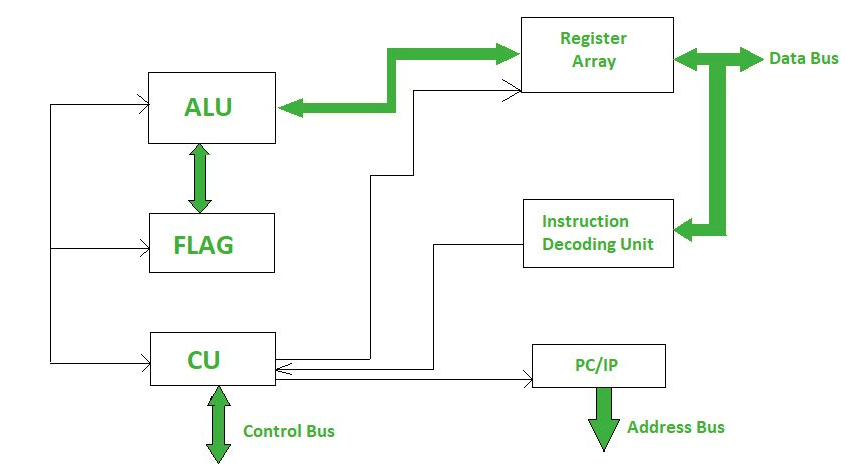 Register
Array
Data Bus
ALU
Instruction
Decoding Unit
FLAG
CU
PC/IP
Control Bus
Address Bus